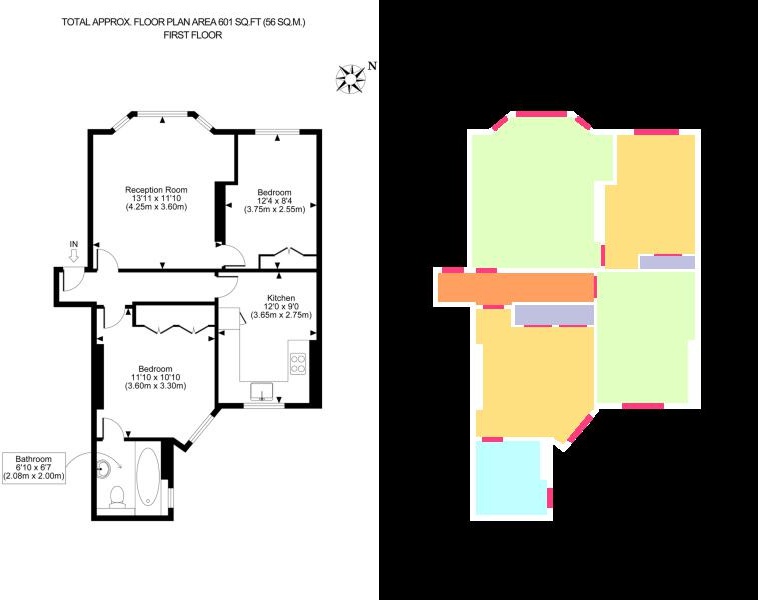 TOTAL APPROX. FLOOR PLAN AREA 601 SQ.FT (56 SQ.M.)
FIRST FLOOR
N
Reception Room
13'11 x 11'10
(4.25m x 3.60m)
Bedroom
12'4 x 8'4
(3.75m x 2.55m)
IN
Kitchen
12'0 x 9'0
(3.65m x 2.75m)
Bedroom
11'10 x 10'10
(3.60m x 3.30m)
Bathroom
6'10 x 6'7
(2.08m x 2.00m)